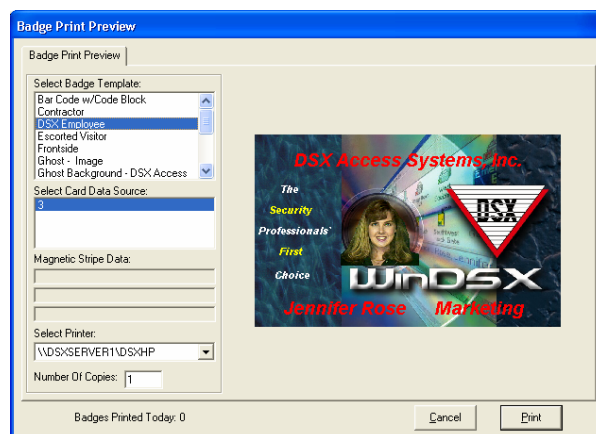 Badge Print Preview
Badge Print Preview
Select Badge Template:
Bar Code w/Code Block
Contractor
DSX Employee
Escorted Visitor
Frontside
Ghost - Image
Ghost Background - DSX Access
Select Card Data Source:
3
Magnetic Stripe Data:
Select Printer:
\\DSXSERVER1\DSXHP
Number Of Copies: 1
Badges Printed Today: 0
Cancel
Print
DSX Access Systems, Inc.
The
Security
Professionals'
First
Choice
DSX
WinDSX
Jennifer Rose Marketing